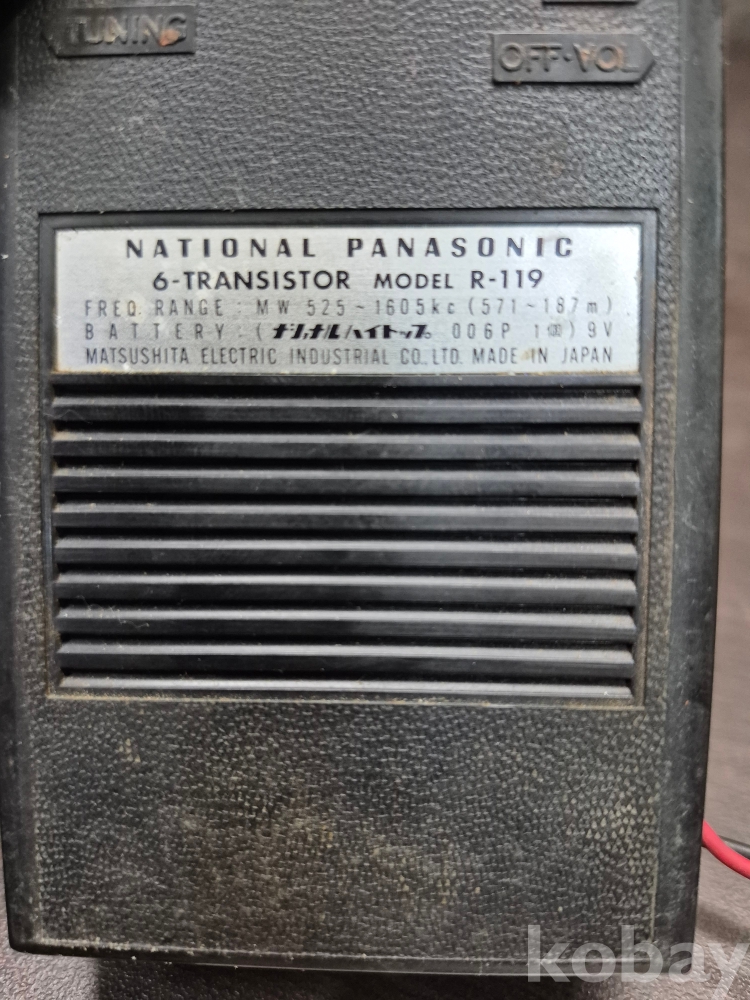 TUNING
OFF·VOL
NATIONAL PANASONIC
6-TRANSISTOR MODEL R-119
FREQ. RANGE : MW 525~1605kc (571~187m)
BATTERY : (ナショナルハイトップ 006P 1コ) 9V
MATSUSHITA ELECTRIC INDUSTRIAL CO., LTD. MADE IN JAPAN
kobay